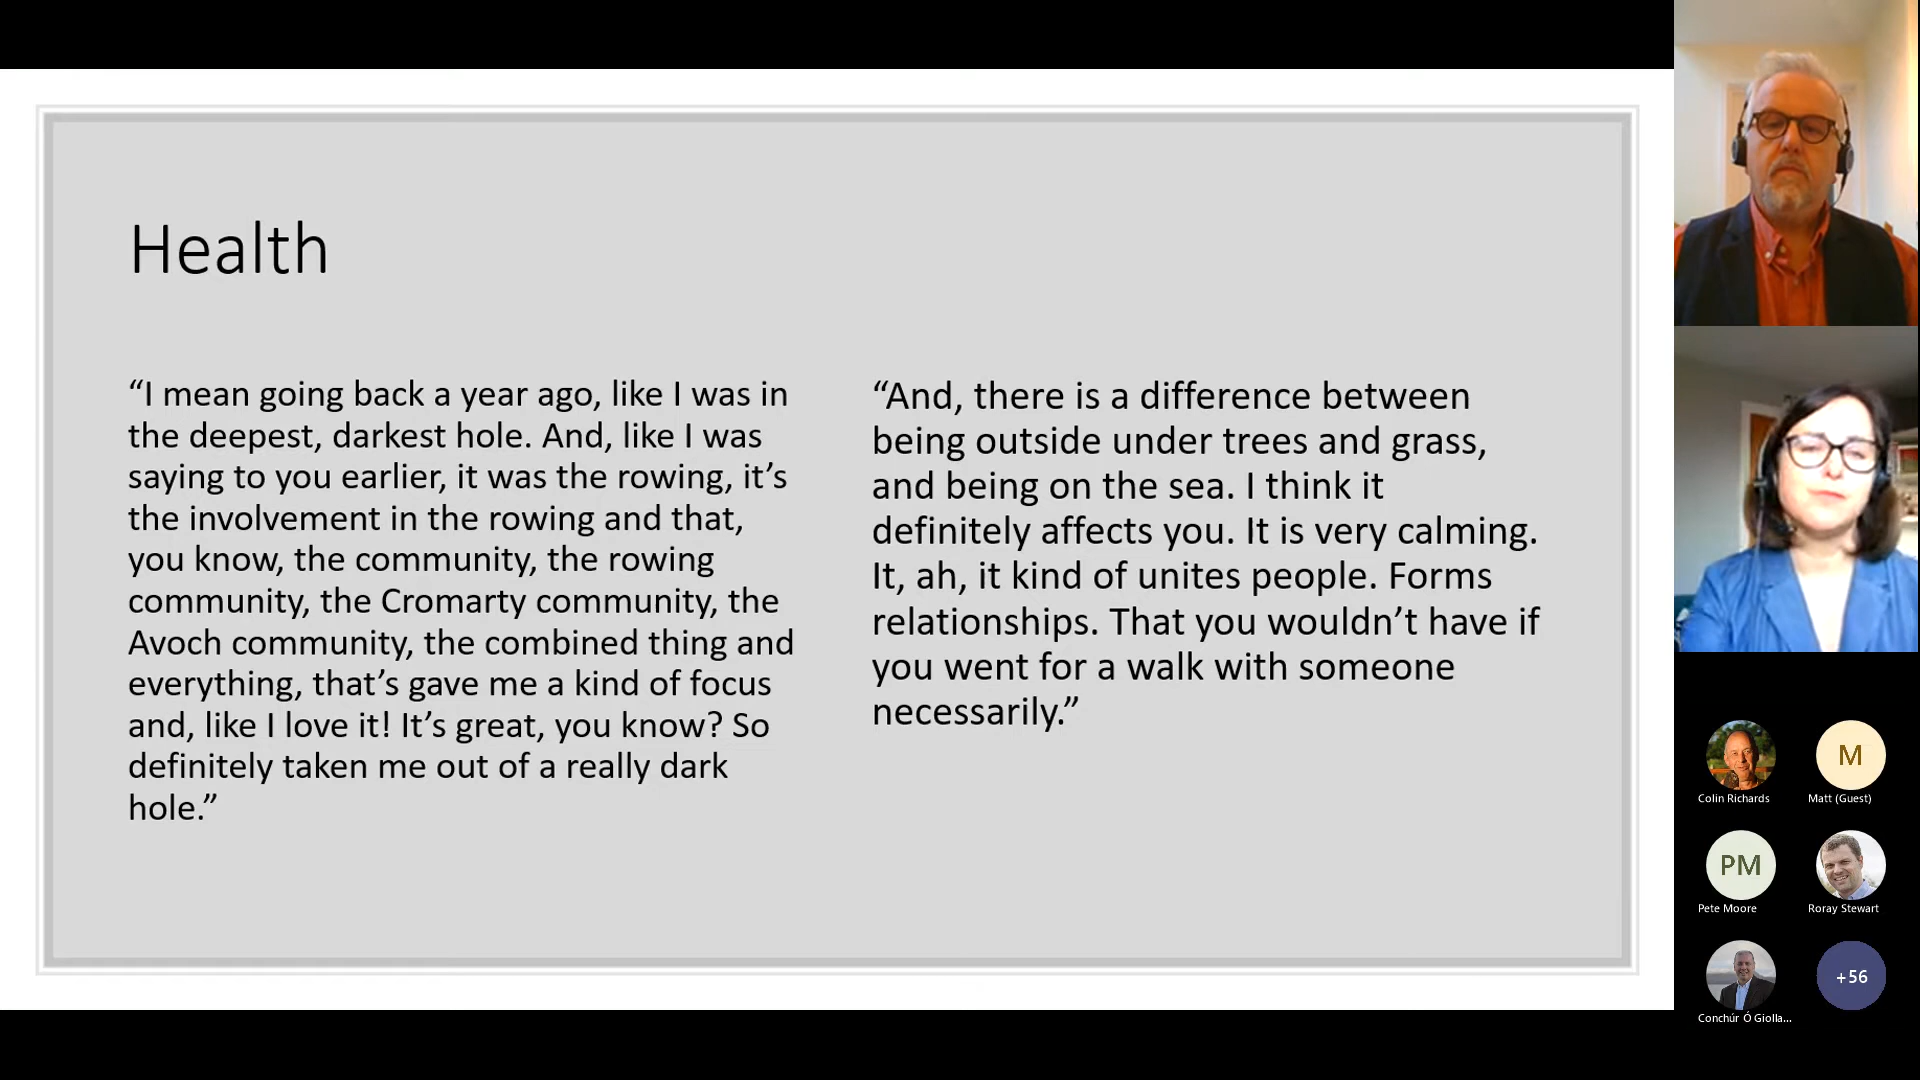 Health
“I mean going back a year ago, like I was in
the deepest, darkest hole. And, like I was
saying to you earlier, it was the rowing, it’s
the involvement in the rowing and that,
you know, the community, the rowing
community, the Cromarty community, the
Avoch community, the combined thing and
everything, that’s gave me a kind of focus
and, like I love it! It’s great, you know? So
definitely taken me out of a really dark
hole.”
“And, there is a difference between
being outside under trees and grass,
and being on the sea. I think it
definitely affects you. It is very calming.
It, ah, it kind of unites people. Forms
relationships. That you wouldn’t have if
you went for a walk with someone
necessarily.”
Colin Richards
M
Matt (Guest)
PM
Pete Moore
Roray Stewart
Conchúr Ó Giolla...
+56